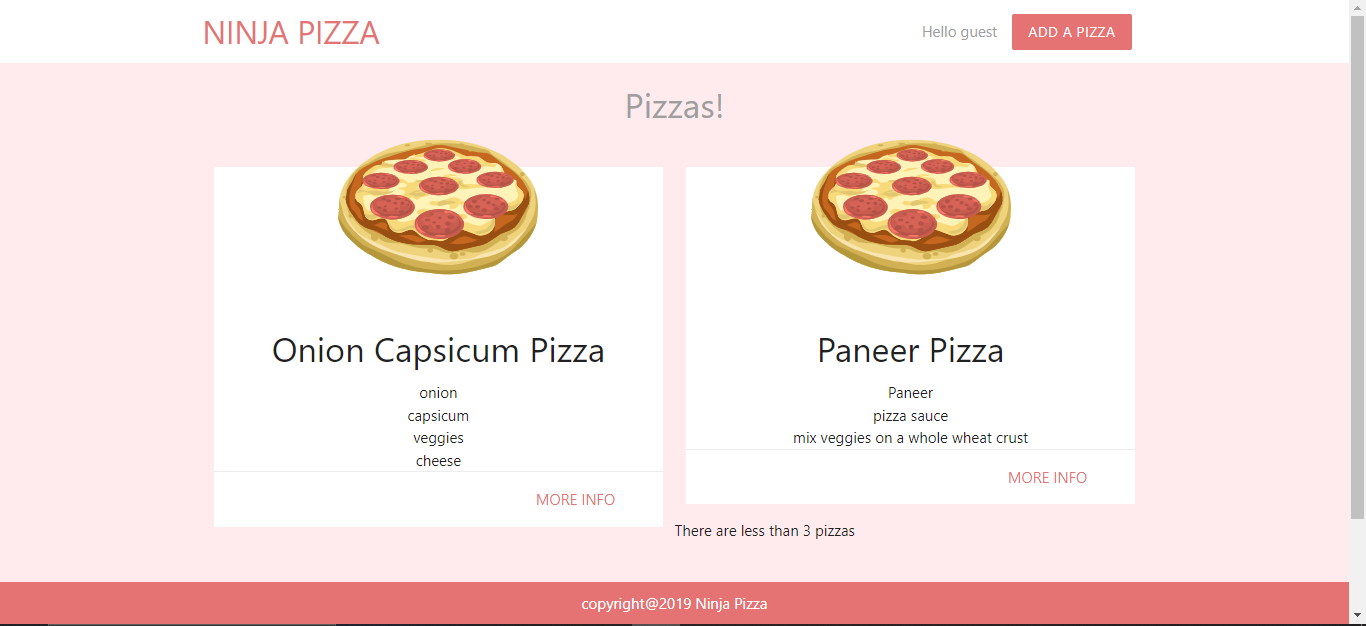 NINJA PIZZA
Hello guest
ADD A PIZZA
Pizzas!
Onion Capsicum Pizza
onion
capsicum
veggies
cheese
MORE INFO
Paneer Pizza
Paneer
pizza sauce
mix veggies on a whole wheat crust
MORE INFO
There are less than 3 pizzas
copyright@2019 Ninja Pizza